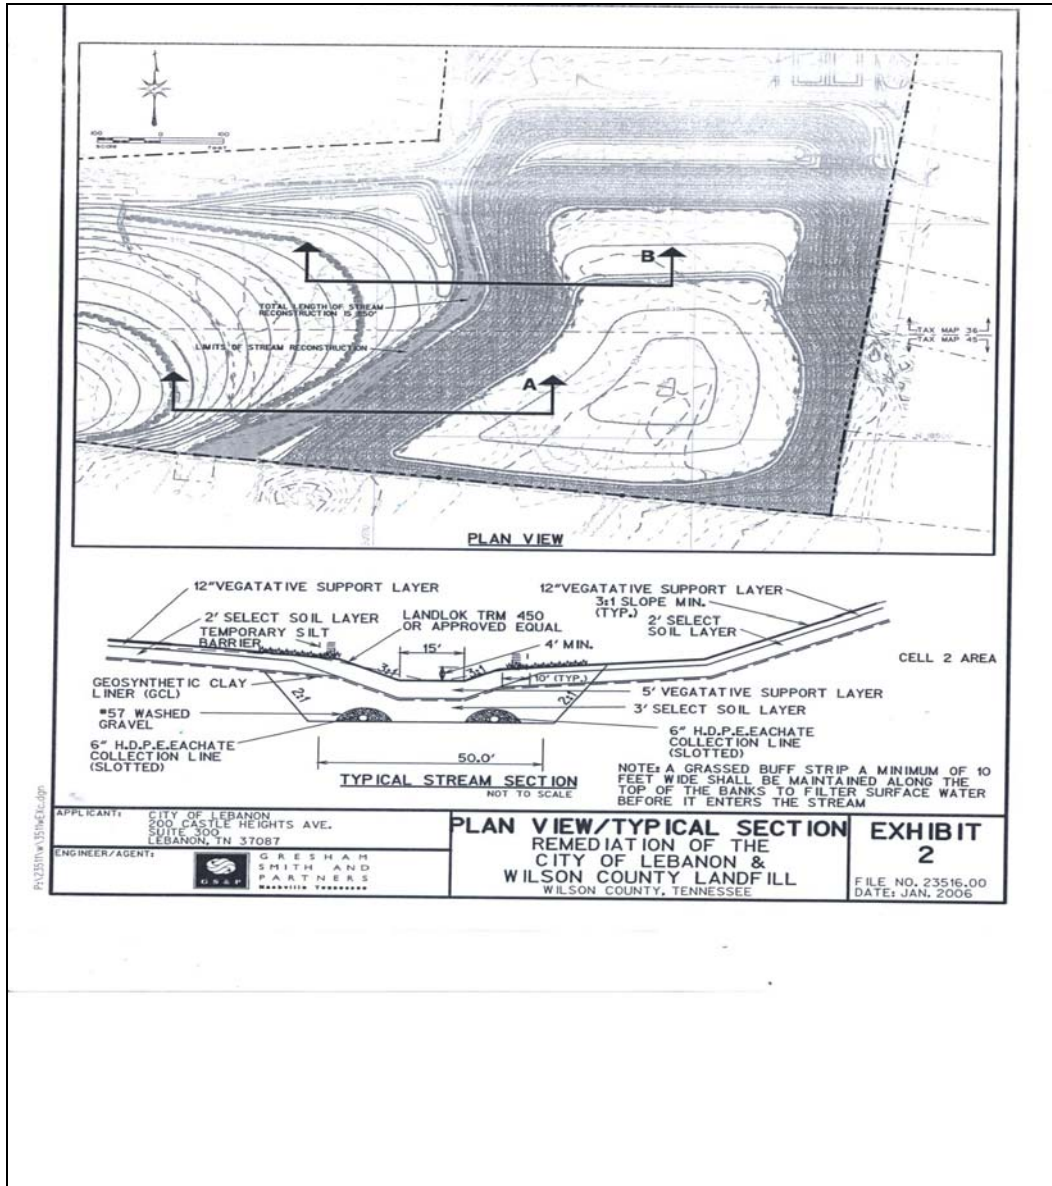 100 0 100
SCALE FEET
B
TOTAL LENGTH OF STREAM
RECONSTRUCTION IS 850'
LIMITS OF STREAM RECONSTRUCTION
TAX MAP 36
TAX MAP 45
A
PLAN VIEW
12"VEGATATIVE SUPPORT LAYER
2' SELECT SOIL LAYER
TEMPORARY SILT
BARRIER
LANDLOK TRM 450
OR APPROVED EQUAL
15'
4' MIN.
12"VEGATATIVE SUPPORT LAYER
3:1 SLOPE MIN.
(TYP.)
2' SELECT
SOIL LAYER
CELL 2 AREA
3:1
3:1
10' (TYP.)
GEOSYNTHETIC CLAY
LINER (GCL)
2:1
2:1
5' VEGATATIVE SUPPORT LAYER
3' SELECT SOIL LAYER
#57 WASHED
GRAVEL
6" H.D.P.E.EACHATE
COLLECTION LINE
(SLOTTED)
6" H.D.P.E.EACHATE
COLLECTION LINE
(SLOTTED)
50.0'
TYPICAL STREAM SECTION
NOT TO SCALE
NOTE: A GRASSED BUFF STRIP A MINIMUM OF 10
FEET WIDE SHALL BE MAINTAINED ALONG THE
TOP OF THE BANKS TO FILTER SURFACE WATER
BEFORE IT ENTERS THE STREAM
APPLICANT:
CITY OF LEBANON
200 CASTLE HEIGHTS AVE.
SUITE 300
LEBANON, TN 37087
ENGINEER/AGENT:
GS&P
GRESHAM
SMITH AND
PARTNERS
Nashville Tennessee
PLAN VIEW/TYPICAL SECTION
REMEDIATION OF THE
CITY OF LEBANON &
WILSON COUNTY LANDFILL
WILSON COUNTY, TENNESSEE
EXHIBIT
2
FILE NO. 23516.00
DATE: JAN. 2006